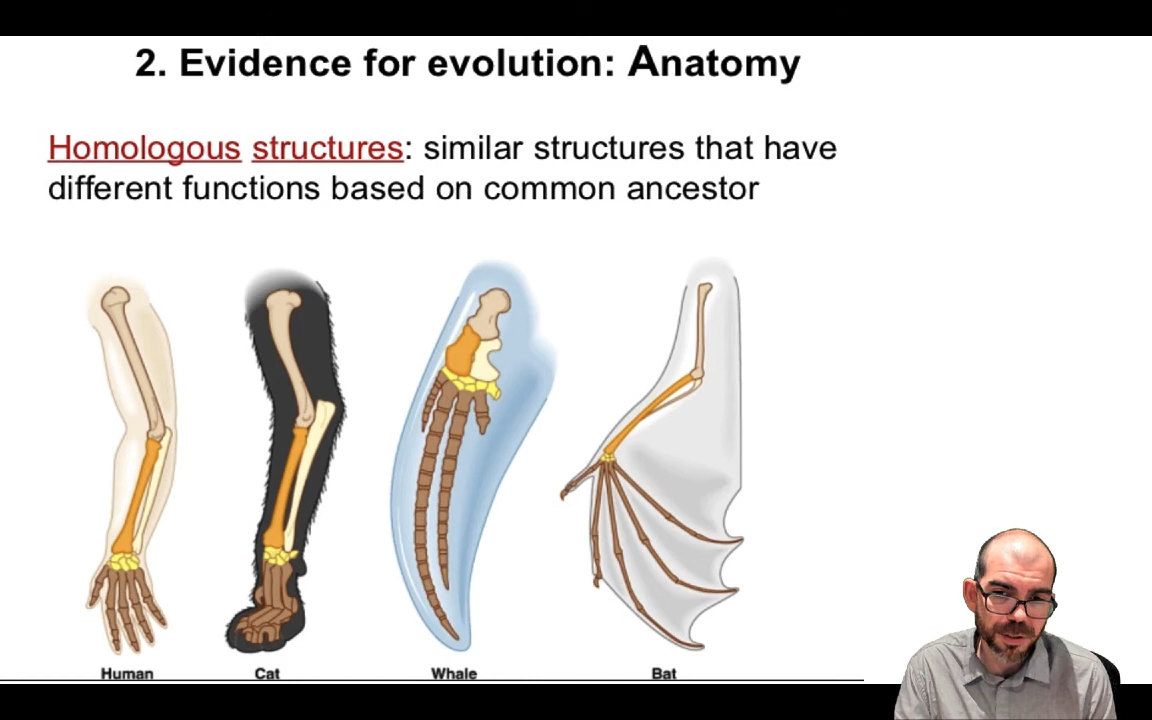 2. Evidence for evolution: Anatomy
Homologous structures: similar structures that have
different functions based on common ancestor
Human Cat Whale Bat